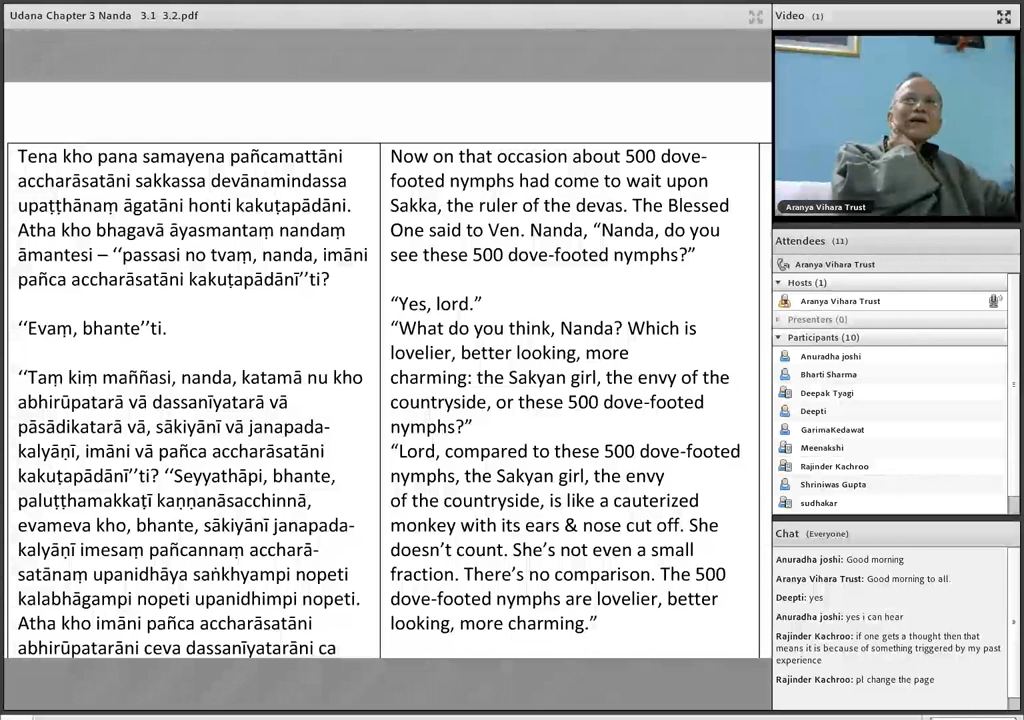 Udana Chapter 3 Nanda   3.1  3.2.pdf
Tena kho pana samayena pañcamattāni
accharāsatāni sakkassa devānamindassa
upaṭṭhānaṃ āgatāni honti kakuṭapādāni.
Atha kho bhagavā āyasmantaṃ nandaṃ
āmantesi – ‘‘passasi no tvaṃ, nanda, imāni
pañca accharāsatāni kakuṭapādānī’’ti?
‘‘Evaṃ, bhante’’ti.
‘‘Taṃ kiṃ maññasi, nanda, katamā nu kho
abhirūpatarā vā dassanīyatarā vā
pāsādikatarā vā, sākiyānī vā janapada-
kalyāṇī, imāni vā pañca accharāsatāni
kakuṭapādānī’’ti? ‘‘Seyyathāpi, bhante,
paluṭṭhamakkaṭī kaṇṇanāsacchinnā,
evameva kho, bhante, sākiyānī janapada-
kalyāṇī imesaṃ pañcannaṃ accharā-
satānaṃ upanidhāya saṅkhyampi nopeti
kalabhāgampi nopeti upanidhimpi nopeti.
Atha kho imāni pañca accharāsatāni
abhirūpatarāni ceva dassanīyatarāni ca
Now on that occasion about 500 dove-
footed nymphs had come to wait upon
Sakka, the ruler of the devas. The Blessed
One said to Ven. Nanda, “Nanda, do you
see these 500 dove-footed nymphs?”
“Yes, lord.”
“What do you think, Nanda? Which is
lovelier, better looking, more
charming: the Sakyan girl, the envy of the
countryside, or these 500 dove-footed
nymphs?”
“Lord, compared to these 500 dove-footed
nymphs, the Sakyan girl, the envy
of the countryside, is like a cauterized
monkey with its ears & nose cut off. She
doesn’t count. She’s not even a small
fraction. There’s no comparison. The 500
dove-footed nymphs are lovelier, better
looking, more charming.”
Video (1)
Aranya Vihara Trust
Attendees (11)
Aranya Vihara Trust
Hosts (1)
Aranya Vihara Trust
Presenters (0)
Participants (10)
Anuradha joshi
Bharti Sharma
Deepak Tyagi
Deepti
GarimaKedawat
Meenakshi
Rajinder Kachroo
Shriniwas Gupta
sudhakar
Chat (Everyone)
Anuradha joshi: Good morning
Aranya Vihara Trust: Good morning to all.
Deepti: yes
Anuradha joshi: yes i can hear
Rajinder Kachroo: if one gets a thought then that
means it is because of something triggered by my past
experience
Rajinder Kachroo: pl change the page